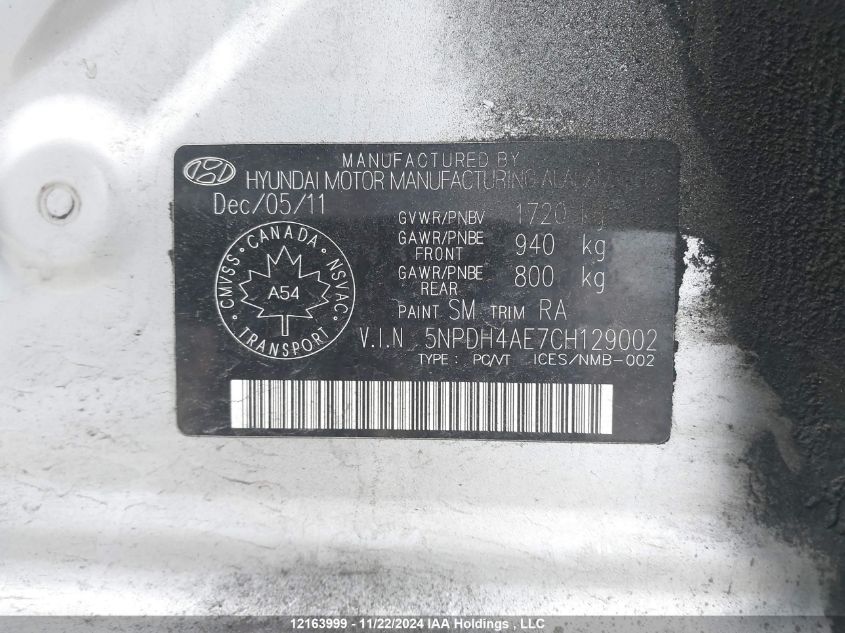 MANUFACTURED BY
HYUNDAI MOTOR MANUFACTURING
Dec/05/11
GVWR/PNBV 1720 kg
GAWR/PNBE FRONT 940 kg
GAWR/PNBE REAR 800 kg
PAINT SM TRIM RA
V.I.N 5NPDH4AE7CH129002
TYPE : PC/VT ICES/NMB-002
CANADA
CMVSS • NSVAC
A54
TRANSPORT
12163999 - 11/22/2024 IAA Holdings , LLC